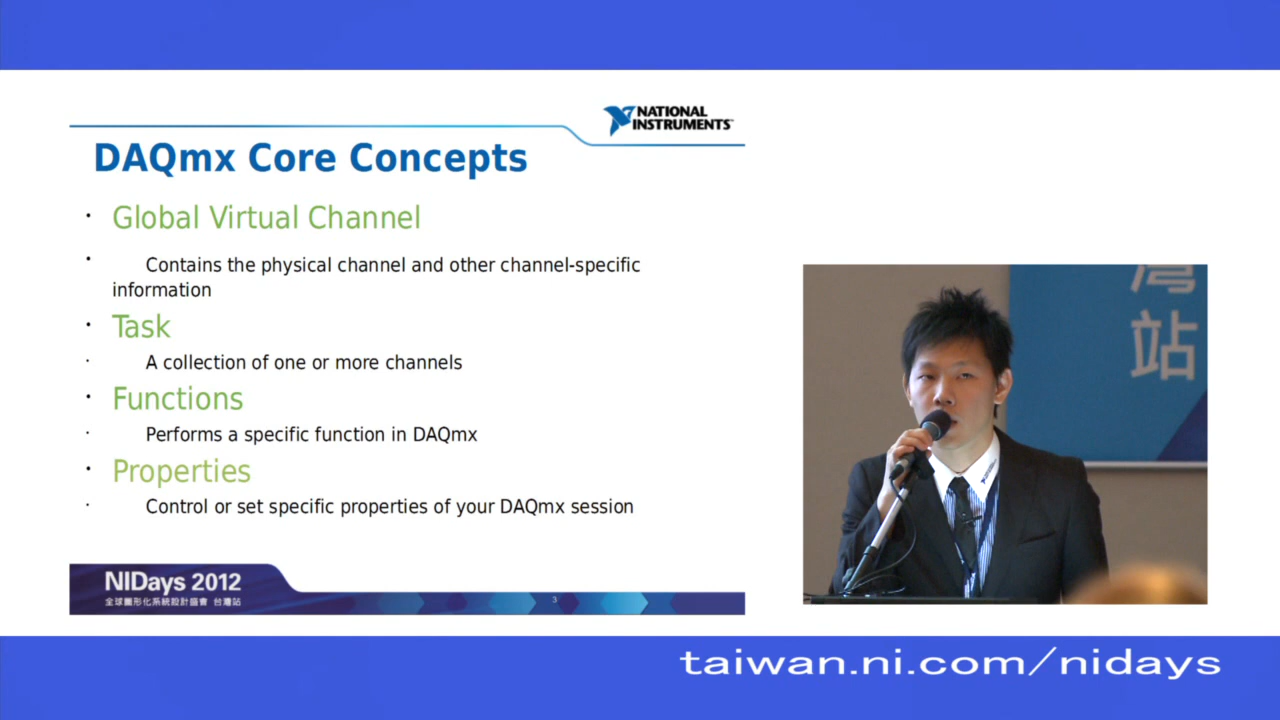 NATIONAL
INSTRUMENTS™
DAQmx Core Concepts
• Global Virtual Channel
• Contains the physical channel and other channel-specific
information
• Task
• A collection of one or more channels
• Functions
• Performs a specific function in DAQmx
• Properties
• Control or set specific properties of your DAQmx session
NIDays 2012
全球圖形化系統設計盛會 台灣站
3
灣
站
taiwan.ni.com/nidays